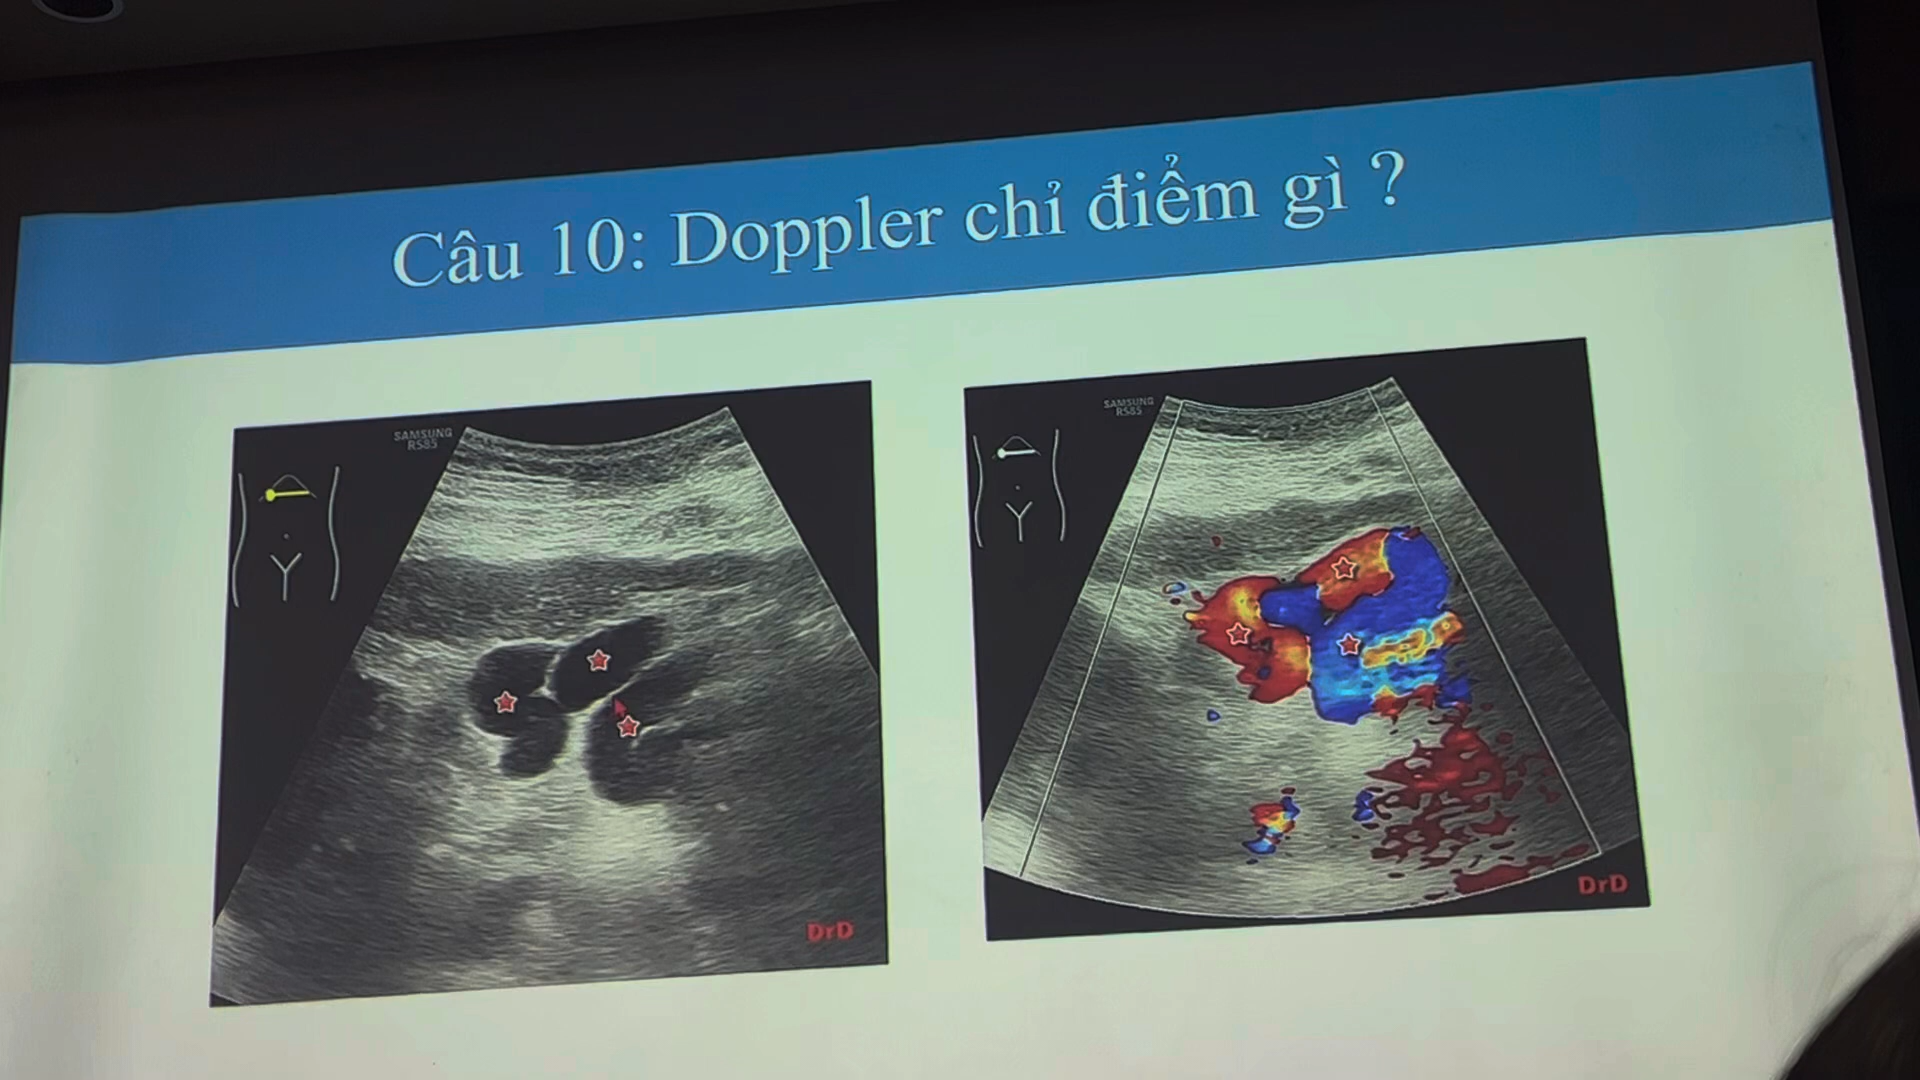 Câu 10: Doppler chỉ điểm gì ?
SAMSUNG
RS85
DrD
SAMSUNG
RS85
DrD